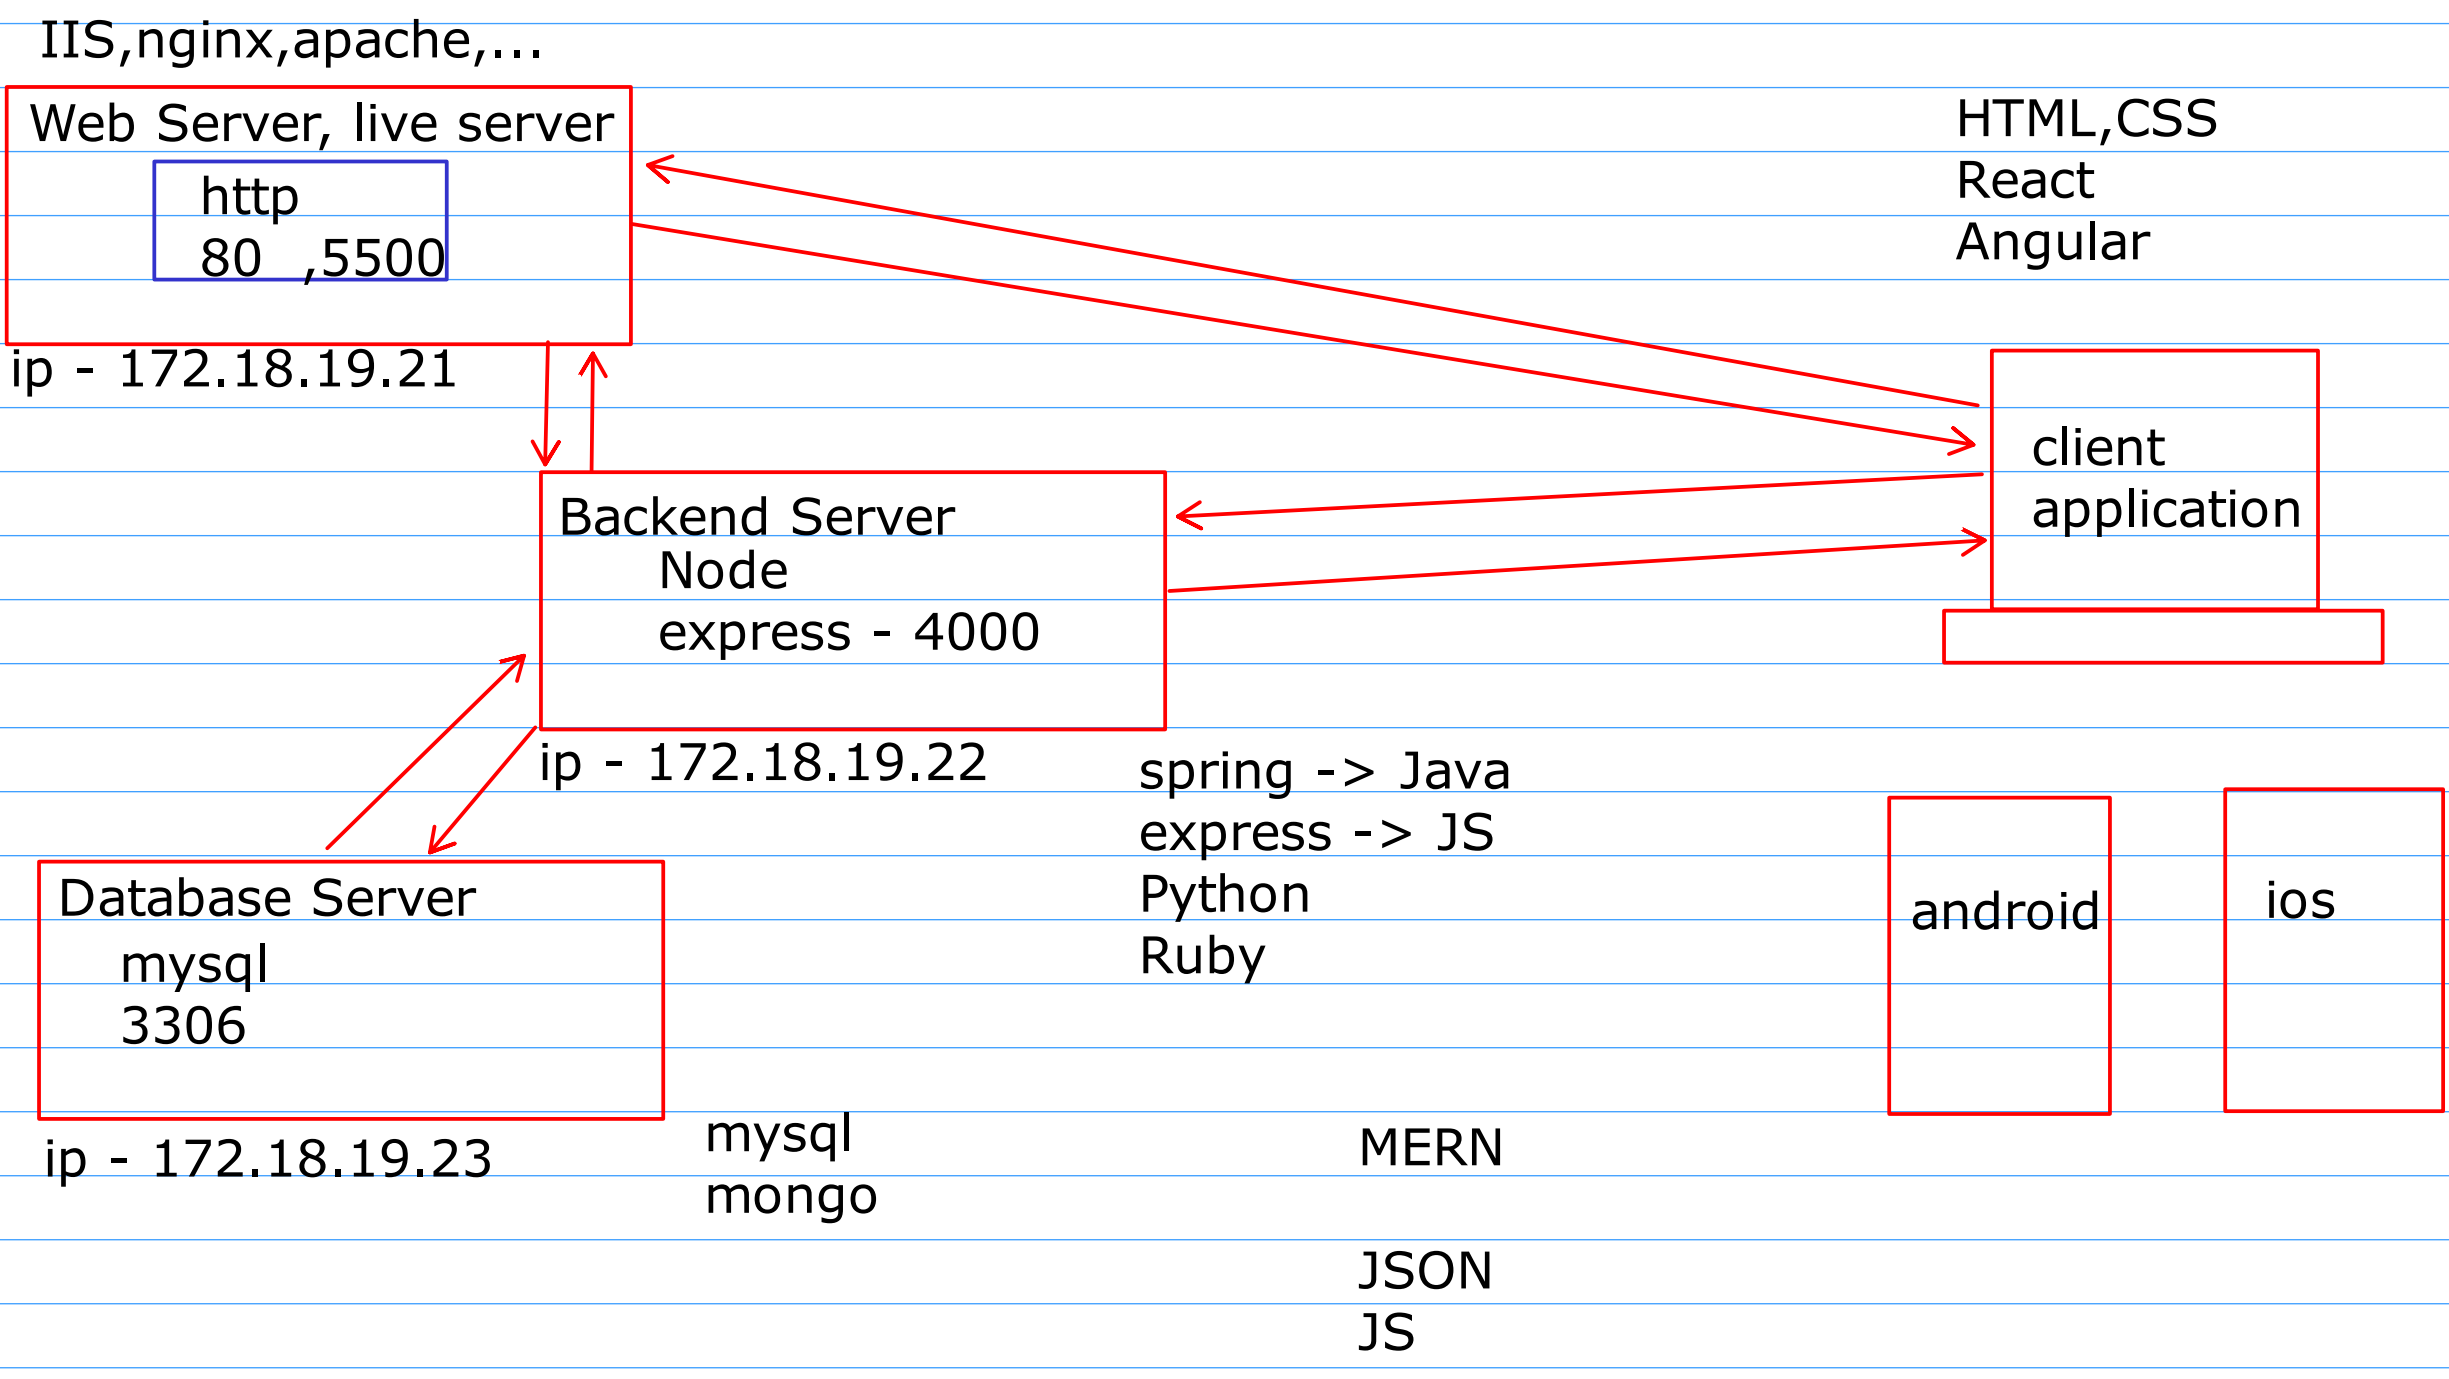 IIS,nginx,apache,...
Web Server, live server
http
80 ,5500
ip - 172.18.19.21
HTML,CSS
React
Angular
client
application
Backend Server
Node
express - 4000
ip - 172.18.19.22
spring -> Java
express -> JS
Python
Ruby
android
ios
Database Server
mysql
3306
ip - 172.18.19.23
mysql
mongo
MERN
JSON
JS